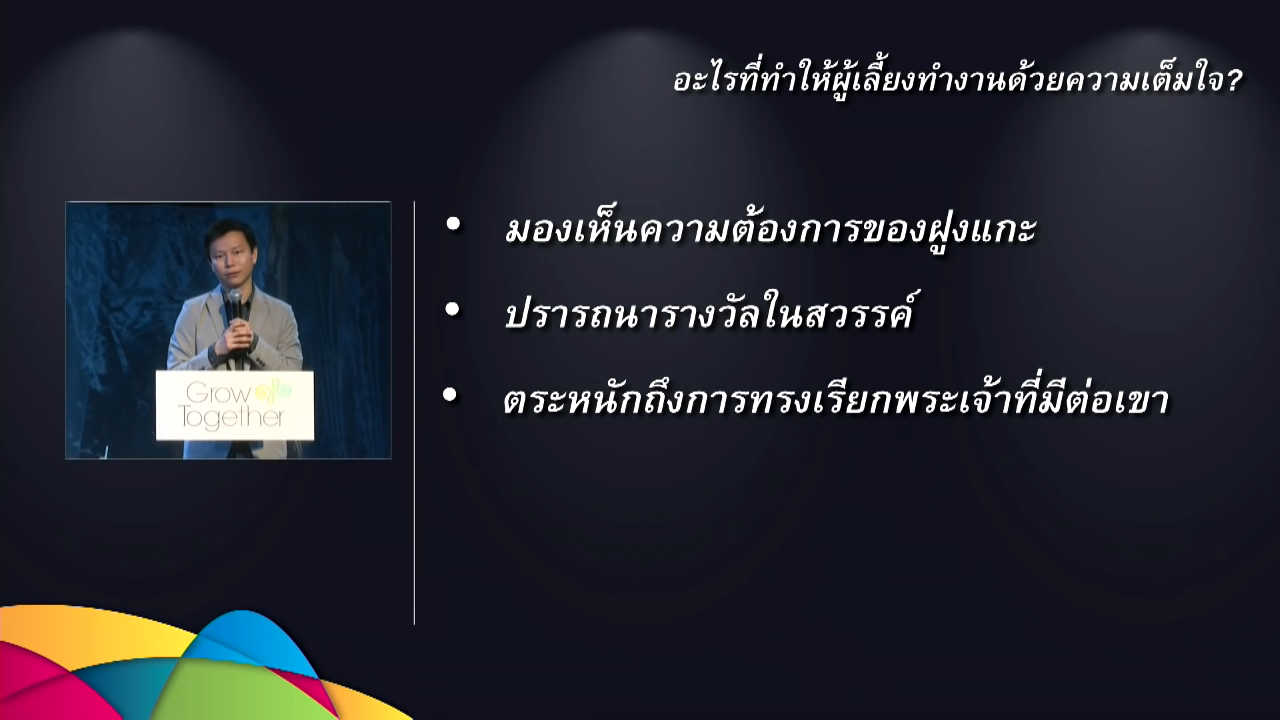 อะไรที่ทำให้ผู้เลี้ยงทำงานด้วยความเต็มใจ?
• มองเห็นความต้องการของฝูงแกะ
• ปรารถนารางวัลในสวรรค์
• ตระหนักถึงการทรงเรียกพระเจ้าที่มีต่อเขา
Grow
Together